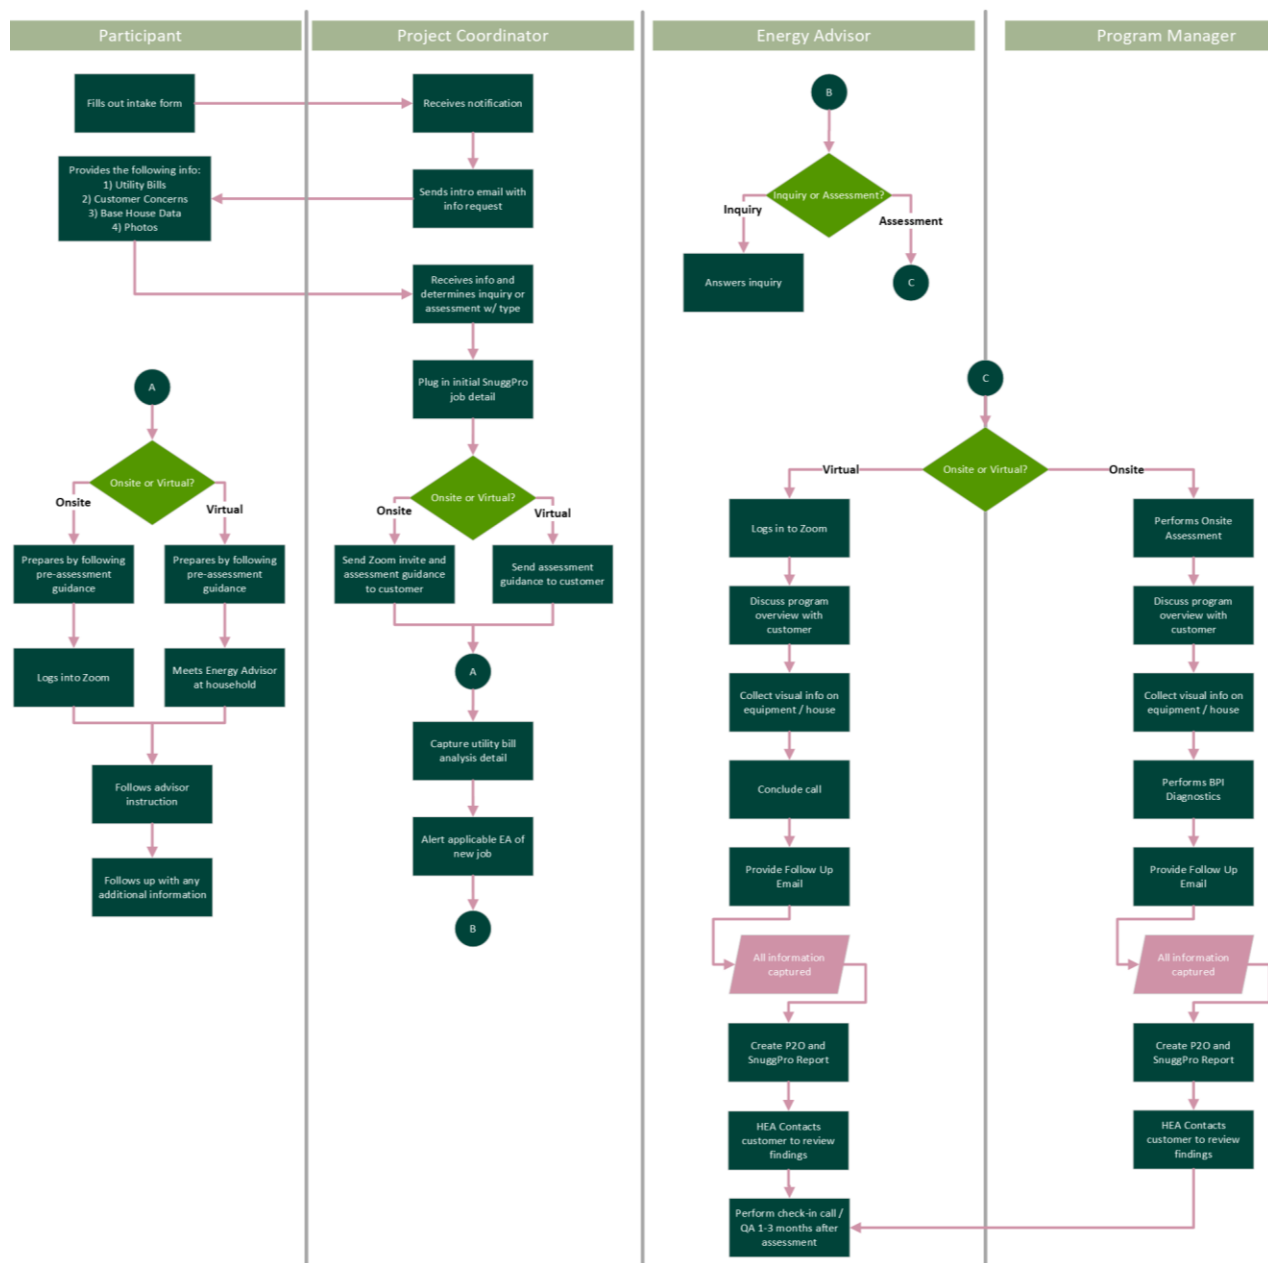 Participant
Project Coordinator
Energy Advisor
Program Manager
Fills out intake form
Receives notification
Provides the following info:
1) Utility Bills
2) Customer Concerns
3) Base House Data
4) Photos
Sends intro email with
info request
Receives info and
determines inquiry or
assessment w/ type
Plug in initial SnuggPro
job detail
Onsite or Virtual?
Onsite
Virtual
Send Zoom invite and
assessment guidance
to customer
Send assessment
guidance to customer
A
Capture utility bill
analysis detail
Alert applicable EA of
new job
B
A
Onsite or Virtual?
Onsite
Virtual
Prepares by following
pre-assessment
guidance
Prepares by following
pre-assessment
guidance
Logs into Zoom
Meets Energy Advisor
at household
Follows advisor
instruction
Follows up with any
additional information
B
Inquiry or Assessment?
Inquiry
Assessment
Answers inquiry
C
C
Onsite or Virtual?
Virtual
Onsite
Logs in to Zoom
Discuss program
overview with
customer
Collect visual info on
equipment / house
Conclude call
Provide Follow Up
Email
All information
captured
Create P2O and
SnuggPro Report
HEA Contacts
customer to review
findings
Perform check-in call /
QA 1-3 months after
assessment
Performs Onsite
Assessment
Discuss program
overview with
customer
Collect visual info on
equipment / house
Performs BPI
Diagnostics
Provide Follow Up
Email
All information
captured
Create P2O and
SnuggPro Report
HEA Contacts
customer to review
findings